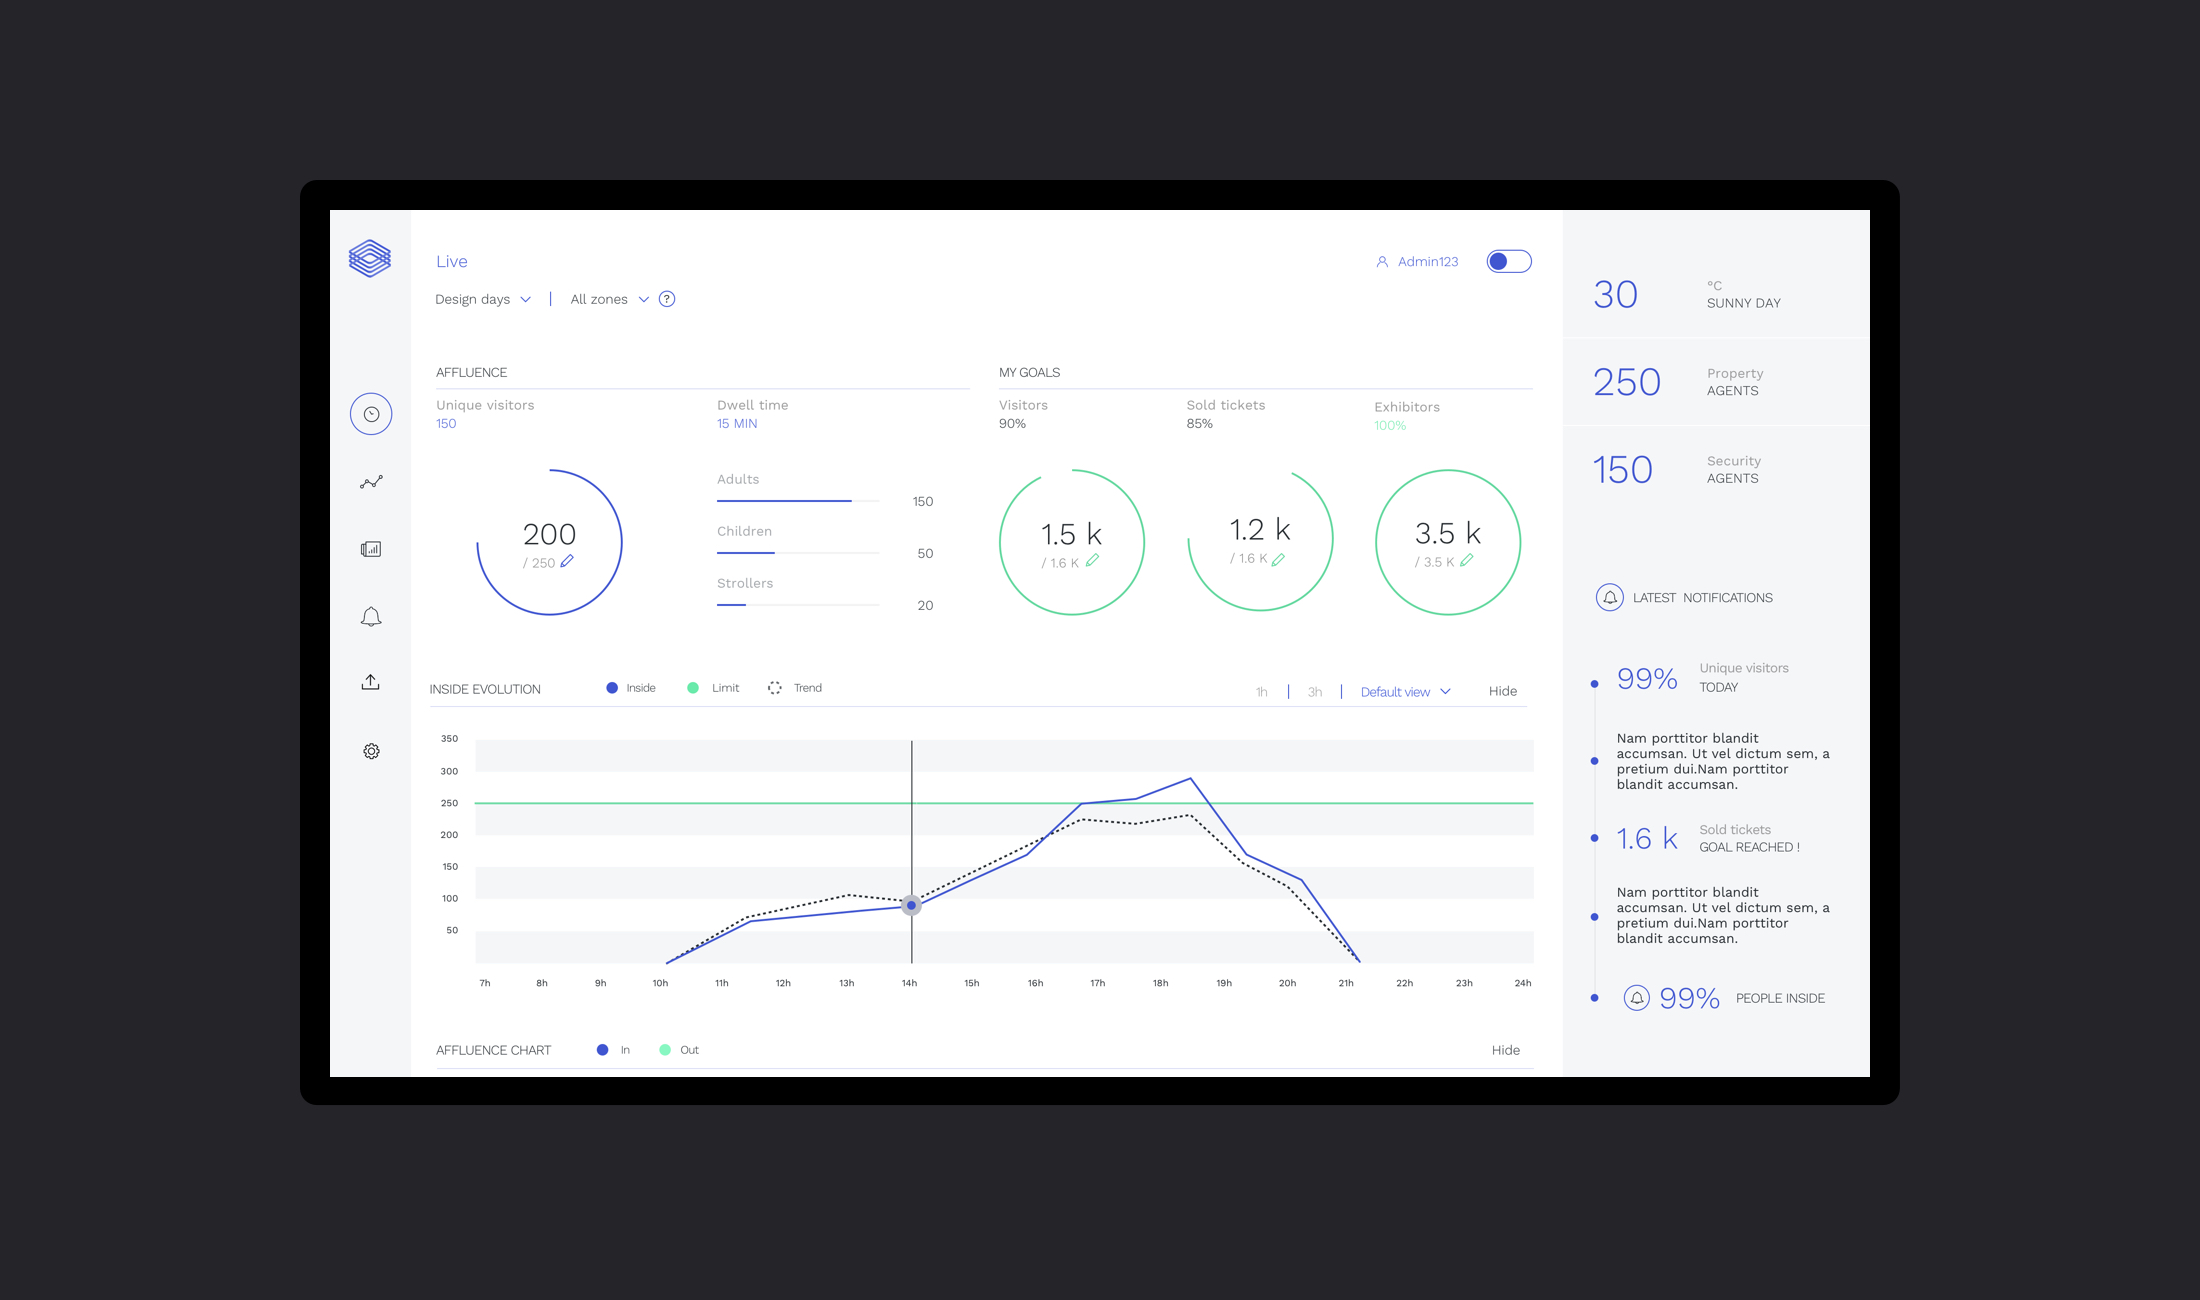 Live
Admin123
Design days
All zones
?
AFFLUENCE
Unique visitors
150
Dwell time
15 MIN
200
/ 250
Adults
150
Children
50
Strollers
20
MY GOALS
Visitors
90%
Sold tickets
85%
Exhibitors
100%
1.5 k
/ 1.6 K
1.2 k
/ 1.6 K
3.5 k
/ 3.5 K
INSIDE EVOLUTION
Inside
Limit
Trend
1h
3h
Default view
Hide
350
300
250
200
150
100
50
7h 8h 9h 10h 11h 12h 13h 14h 15h 16h 17h 18h 19h 20h 21h 22h 23h 24h
AFFLUENCE CHART
In
Out
Hide
30
°C
SUNNY DAY
250
Property
AGENTS
150
Security
AGENTS
LATEST NOTIFICATIONS
99%
Unique visitors
TODAY
Nam porttitor blandit
accumsan. Ut vel dictum sem, a
pretium dui.Nam porttitor
blandit accumsan.
1.6 k
Sold tickets
GOAL REACHED !
Nam porttitor blandit
accumsan. Ut vel dictum sem, a
pretium dui.Nam porttitor
blandit accumsan.
99%
PEOPLE INSIDE